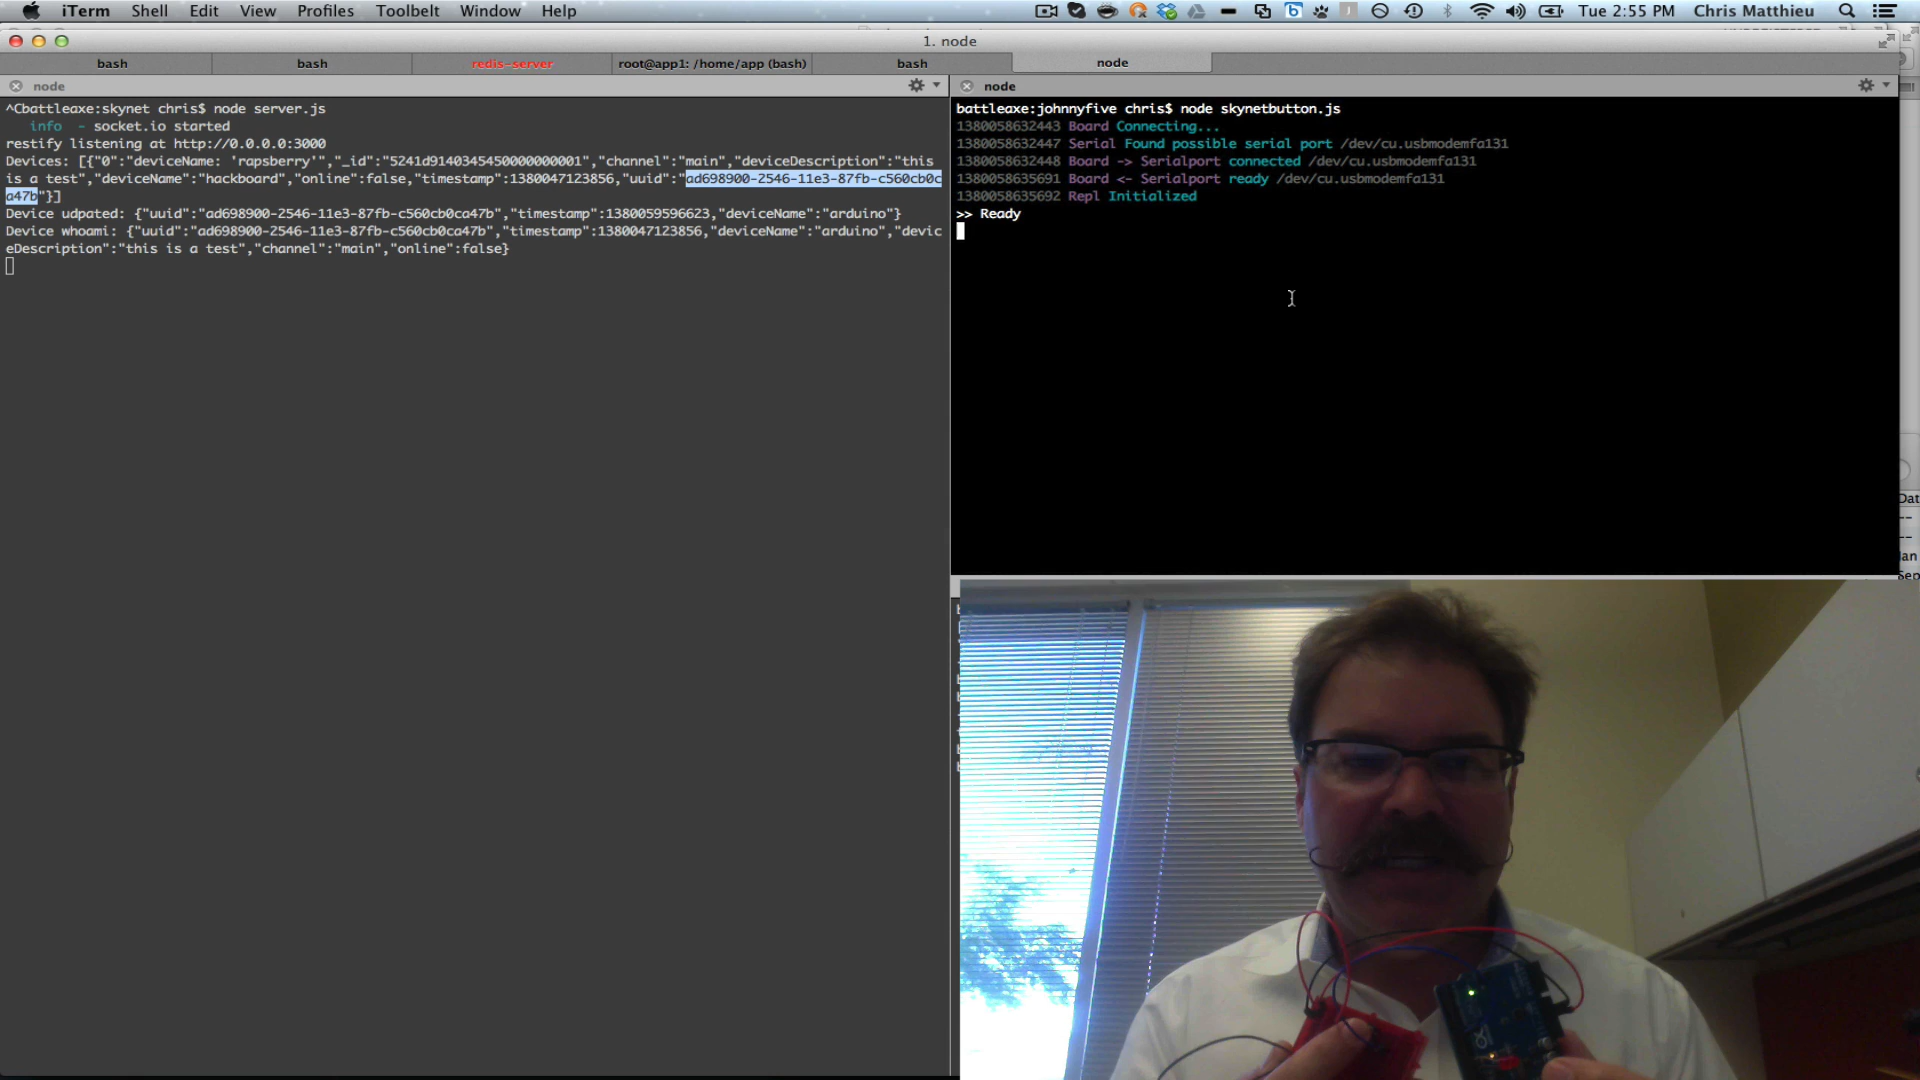 iTerm Shell Edit View Profiles Toolbelt Window Help Tue 2:55 PM Chris Matthieu
1. node
bash bash redis-server root@app1: /home/app (bash) bash node
node
^Cbattleaxe:skynet chris$ node server.js
info - socket.io started
restify listening at http://0.0.0.0:3000
Devices: [{"0":"deviceName: 'rapsberry'","_id":"5241d9140345450000000001","channel":"main","deviceDescription":"this
is a test","deviceName":"hackboard","online":false,"timestamp":1380047123856,"uuid":"ad698900-2546-11e3-87fb-c560cb0c
a47b"}]
Device udpated: {"uuid":"ad698900-2546-11e3-87fb-c560cb0ca47b","timestamp":1380059596623,"deviceName":"arduino"}
Device whoami: {"uuid":"ad698900-2546-11e3-87fb-c560cb0ca47b","timestamp":1380047123856,"deviceName":"arduino","devic
eDescription":"this is a test","channel":"main","online":false}
node
battleaxe:johnnyfive chris$ node skynetbutton.js
1380058632443 Board Connecting...
1380058632447 Serial Found possible serial port /dev/cu.usbmodemfa131
1380058632448 Board -> Serialport connected /dev/cu.usbmodemfa131
1380058635691 Board <- Serialport ready /dev/cu.usbmodemfa131
1380058635692 Repl Initialized
>> Ready
Dat
--
--
Jan
Sep